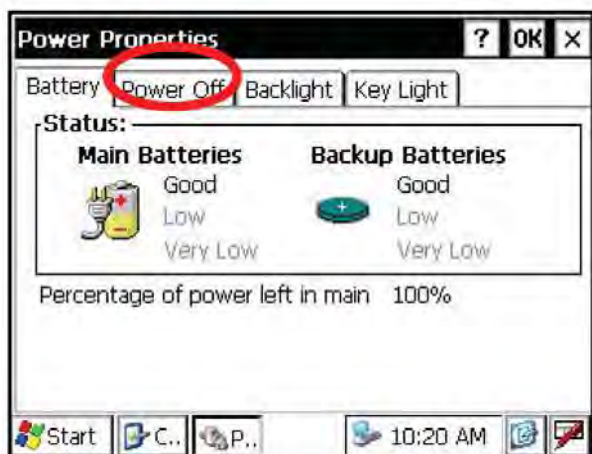 Power Properties ? OK ×
Battery Power Off Backlight Key Light
Status:
Main Batteries Backup Batteries
Good Good
Low Low
Very Low Very Low
Percentage of power left in main 100%
Start C.. P.. 10:20 AM